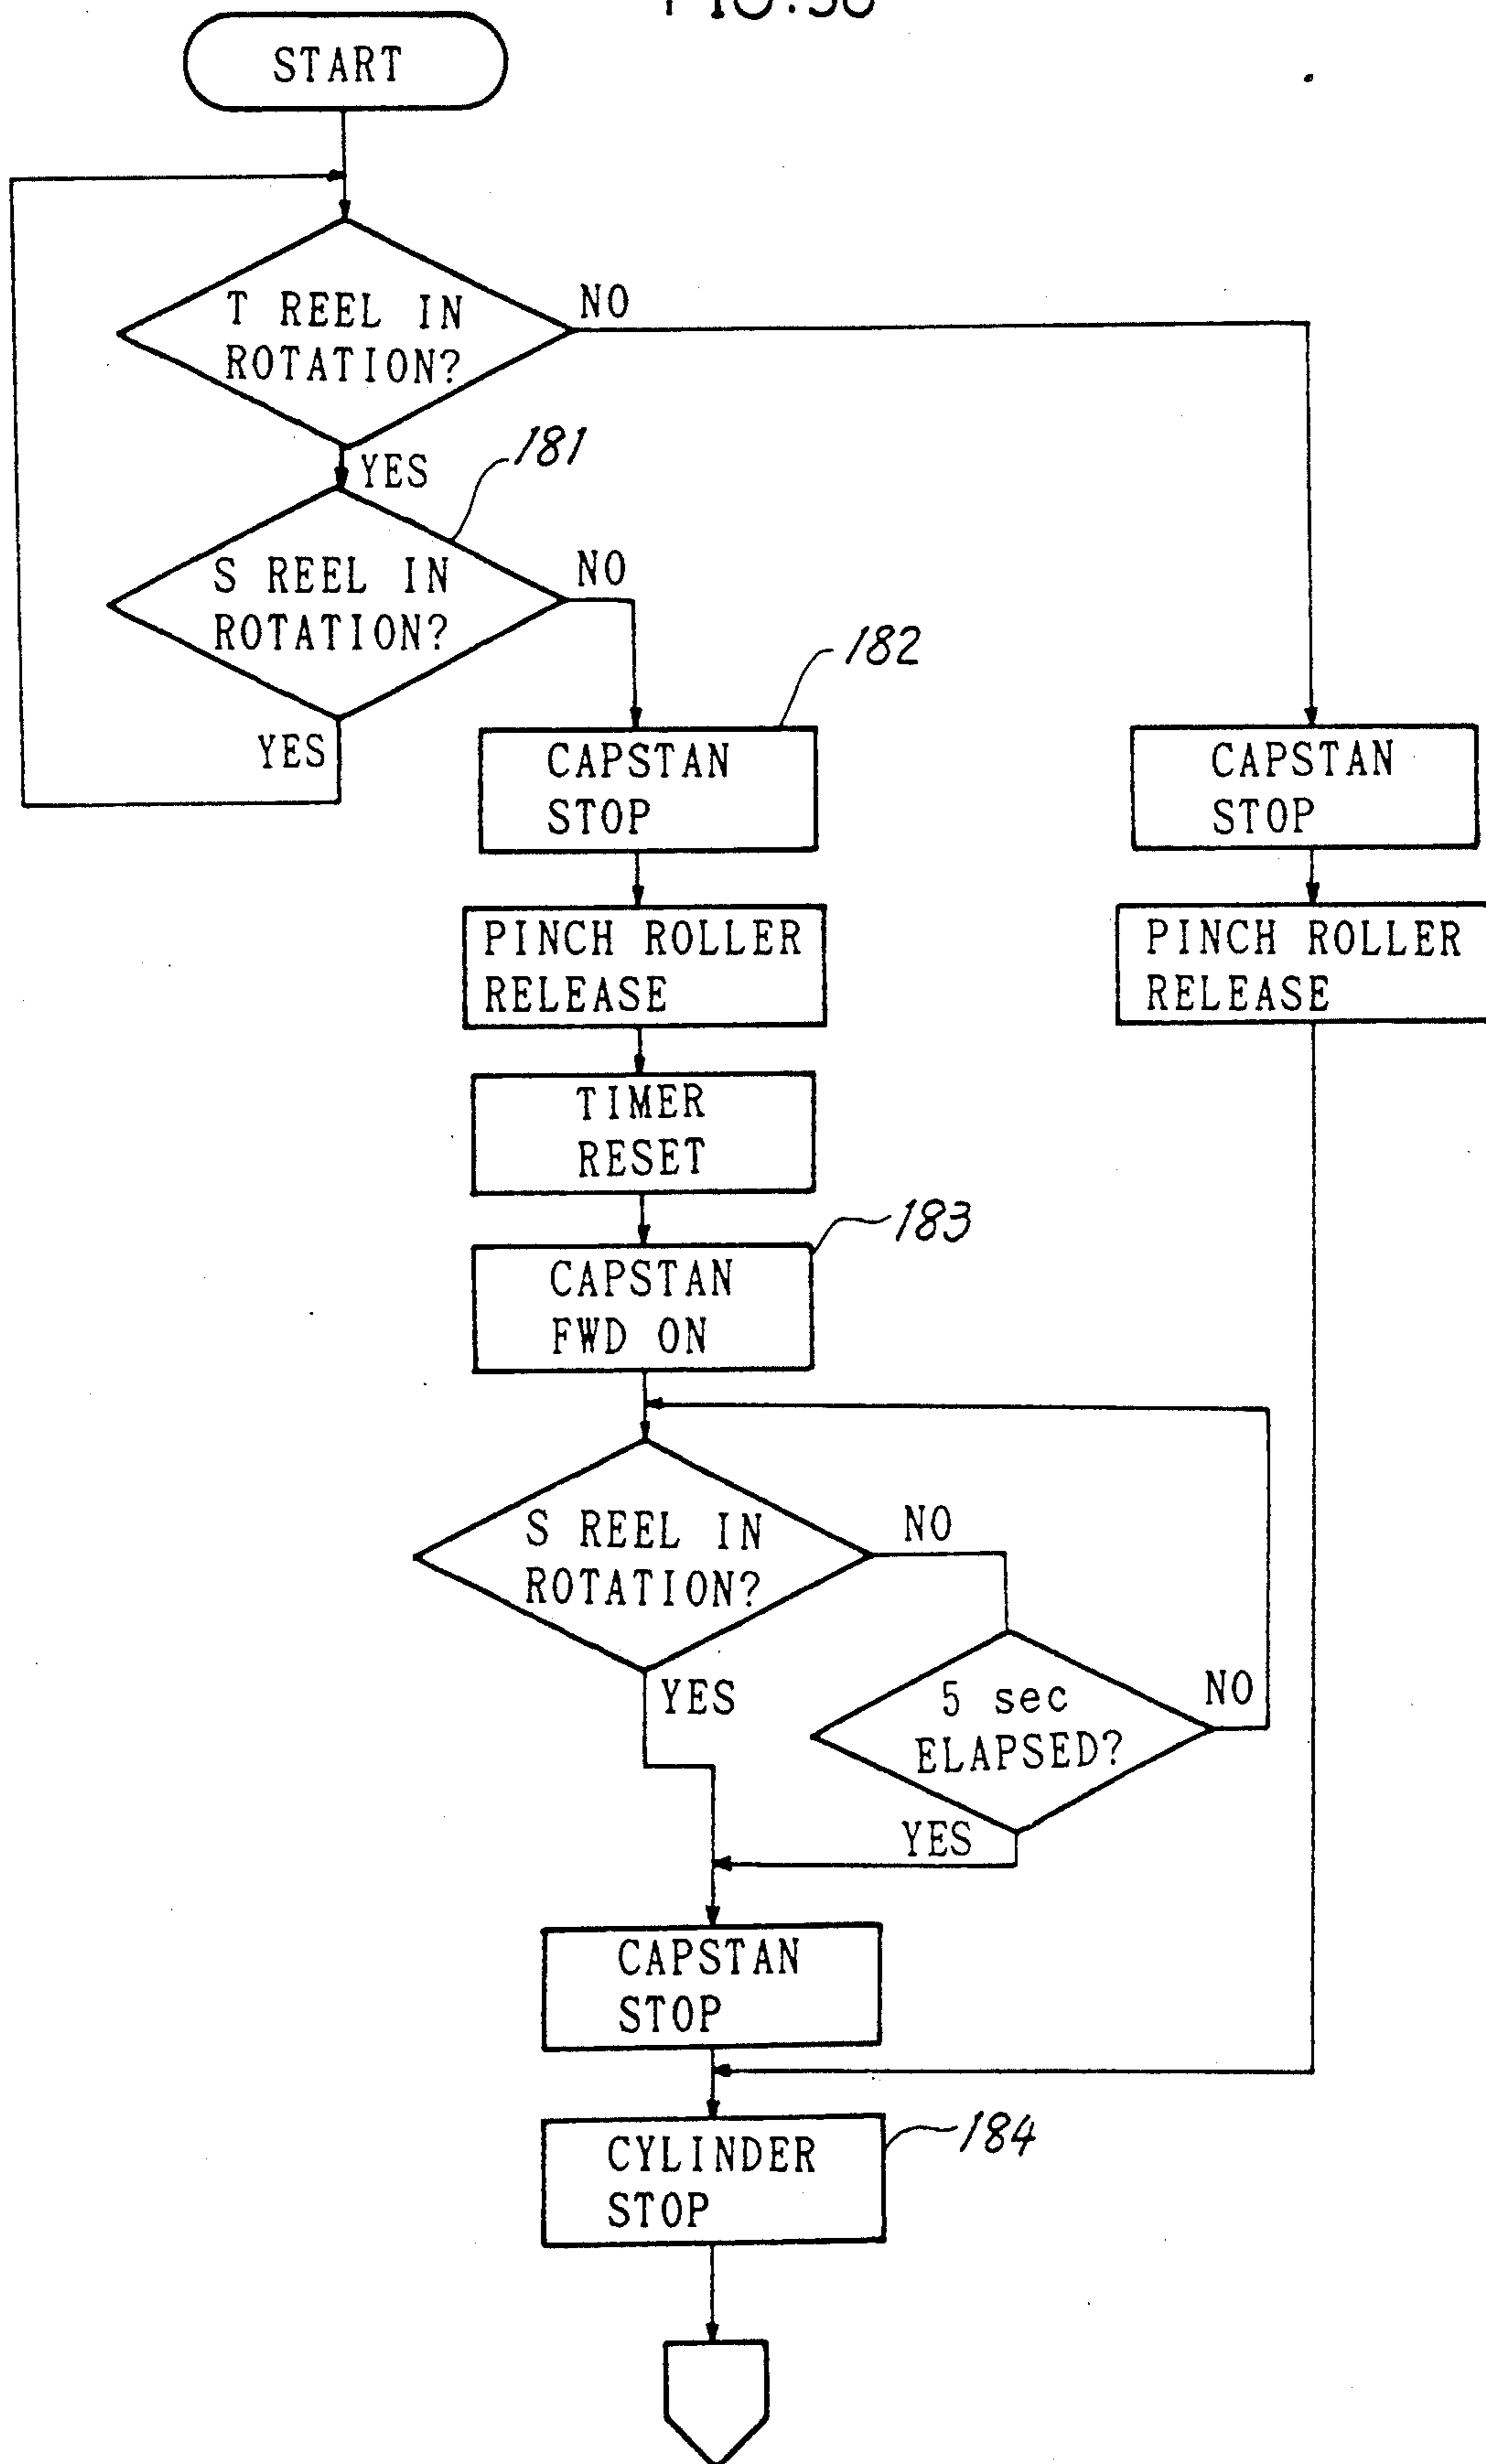 START
T REEL IN
ROTATION?
NO
YES
181
S REEL IN
ROTATION?
NO
YES
182
CAPSTAN
STOP
CAPSTAN
STOP
PINCH ROLLER
RELEASE
PINCH ROLLER
RELEASE
TIMER
RESET
183
CAPSTAN
FWD ON
S REEL IN
ROTATION?
NO
YES
5 sec
ELAPSED?
NO
YES
CAPSTAN
STOP
184
CYLINDER
STOP